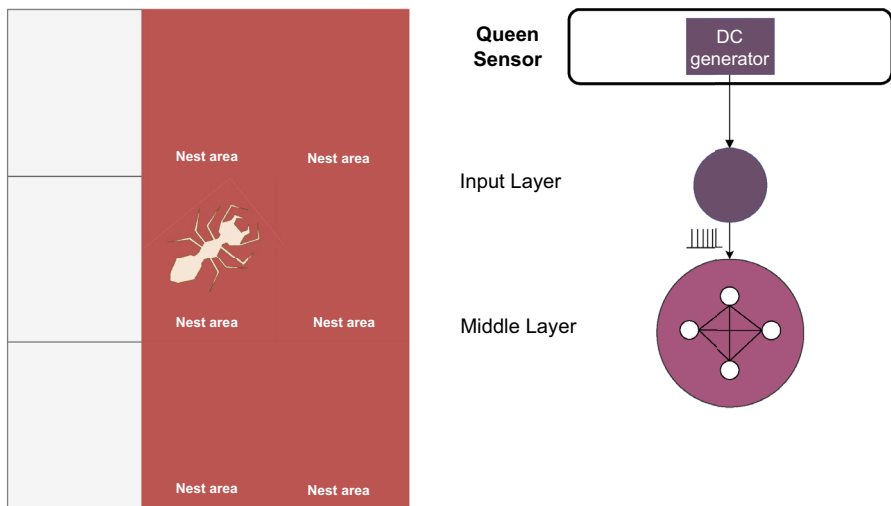 Nest area
Nest area
Nest area
Nest area
Nest area
Nest area
Queen
Sensor
DC
generator
Input Layer
Middle Layer